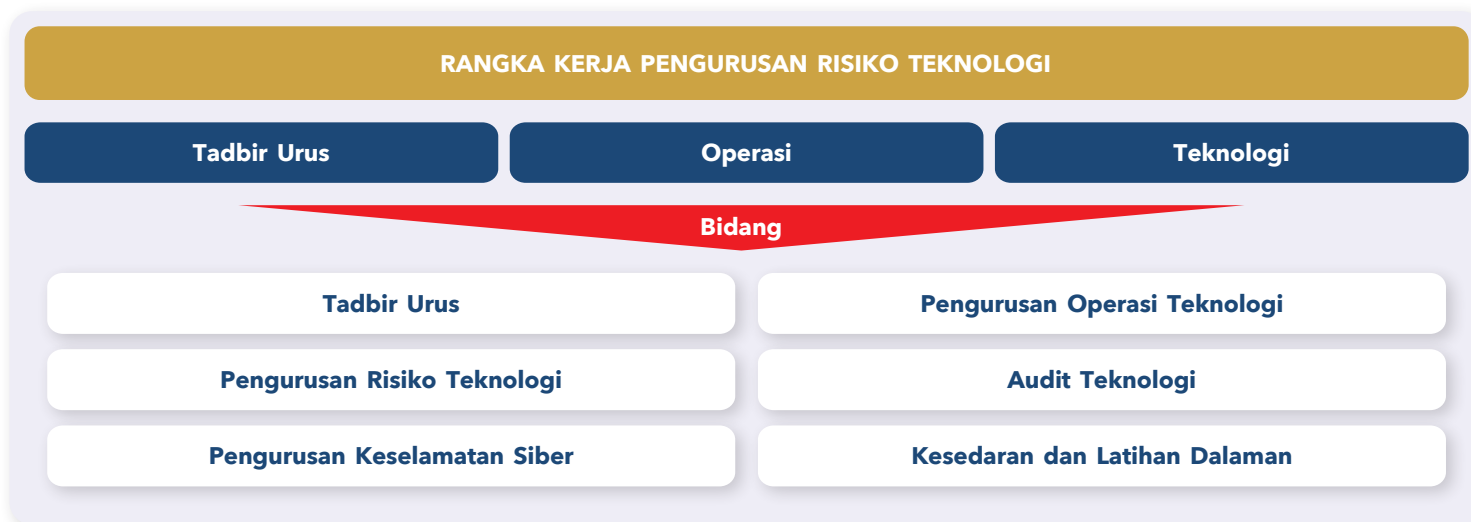 RANGKA KERJA PENGURUSAN RISIKO TEKNOLOGI
Tadbir Urus
Operasi
Teknologi
Bidang
Tadbir Urus
Pengurusan Operasi Teknologi
Pengurusan Risiko Teknologi
Audit Teknologi
Pengurusan Keselamatan Siber
Kesedaran dan Latihan Dalaman